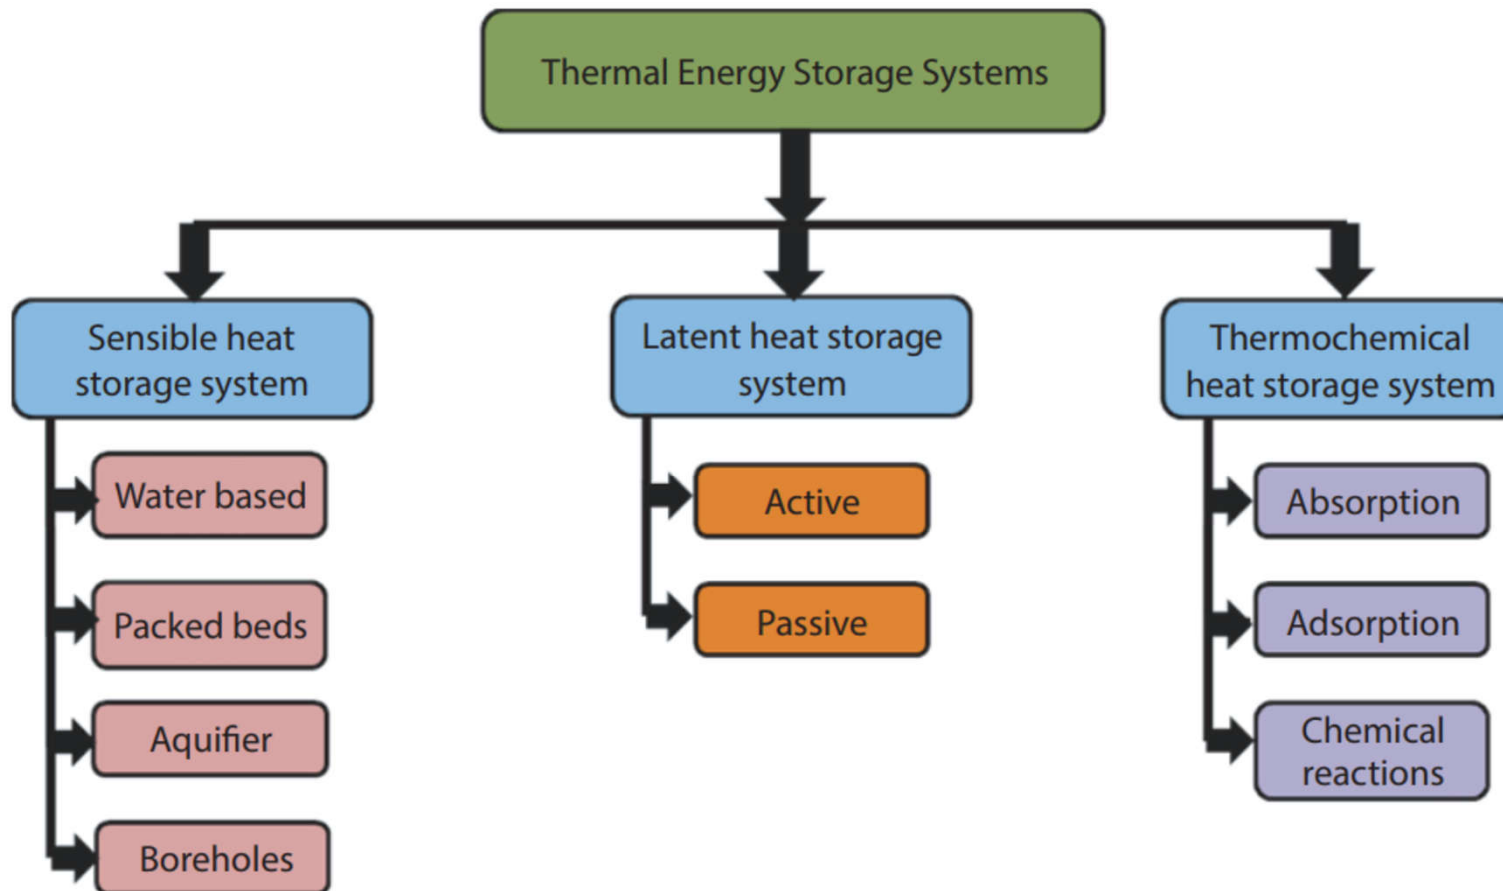 Thermal Energy Storage Systems
Sensible heat
storage system
Water based
Packed beds
Aquifier
Boreholes
Latent heat storage
system
Active
Passive
Thermochemical
heat storage system
Absorption
Adsorption
Chemical
reactions